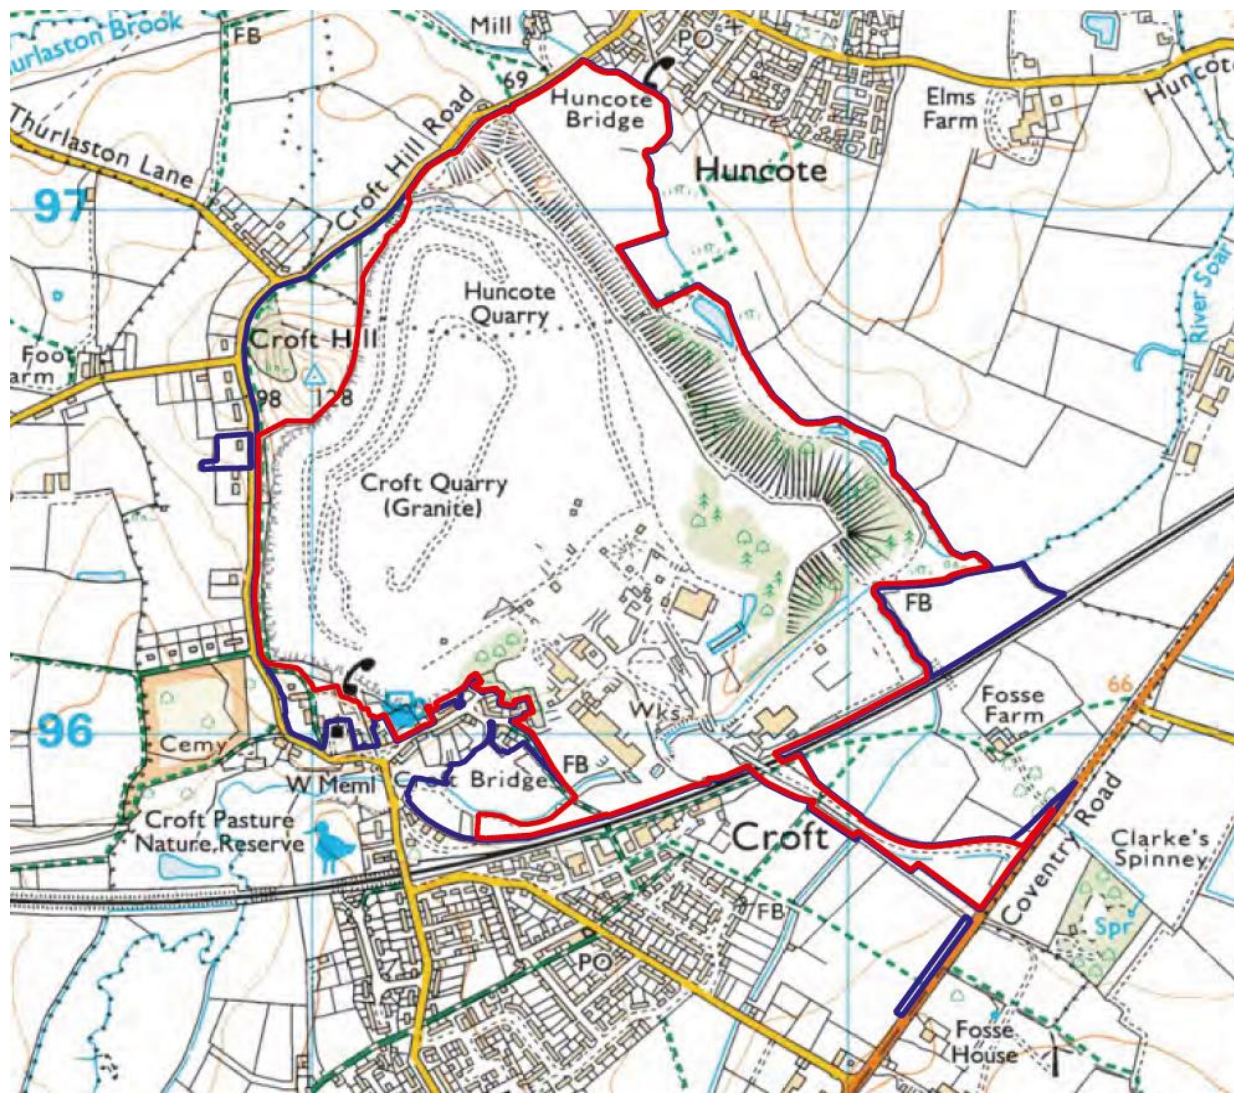 Mill
PO
FB
urlaston Brook
69
Huncote
Bridge
Elms
Farm
Huncote
Thurlaston Lane
Croft Hill Road
Huncote
97
River Soar
Huncote
Quarry
Croft Hill
Foo
arm
98
128
Croft Quarry
(Granite)
FB
66
Fosse
Farm
96
Cemy
Wks
W Meml
Bridge
FB
Croft Pasture
Nature Reserve
Croft
Coventry Road
Clarke's
Spinney
FB
Spr
PO
Fosse
House